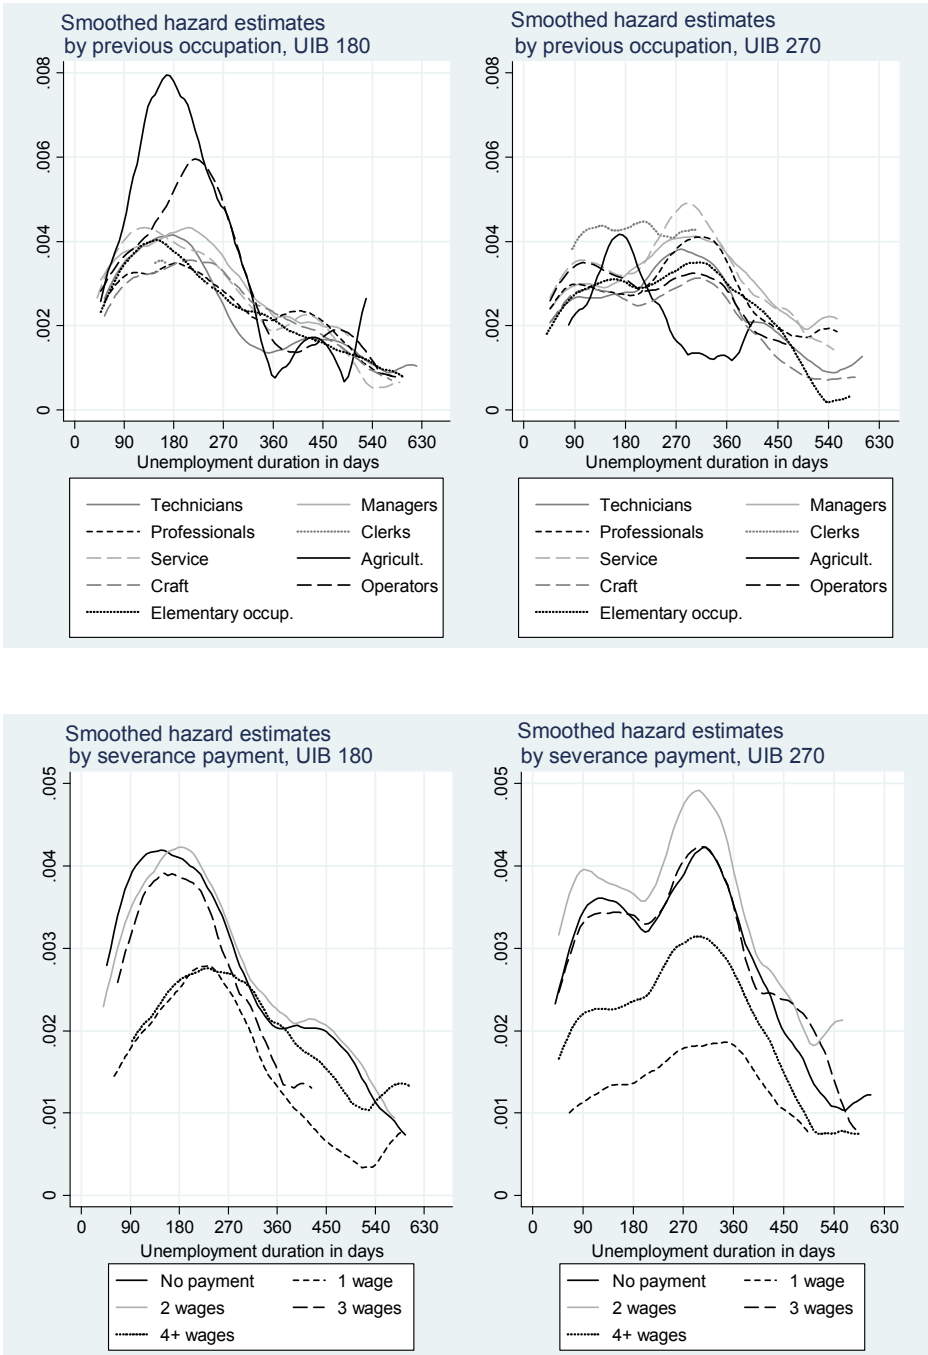 Smoothed hazard estimates
by previous occupation, UIB 180
.008
.006
.004
.002
0
0 90 180 270 360 450 540 630
Unemployment duration in days
Technicians Managers
Professionals Clerks
Service Agricult.
Craft Operators
Elementary occup.
Smoothed hazard estimates
by previous occupation, UIB 270
.008
.006
.004
.002
0
0 90 180 270 360 450 540 630
Unemployment duration in days
Technicians Managers
Professionals Clerks
Service Agricult.
Craft Operators
Elementary occup.
Smoothed hazard estimates
by severance payment, UIB 180
.005
.004
.003
.002
.001
0
0 90 180 270 360 450 540 630
Unemployment duration in days
No payment 1 wage
2 wages 3 wages
4+ wages
Smoothed hazard estimates
by severance payment, UIB 270
.005
.004
.003
.002
.001
0
0 90 180 270 360 450 540 630
Unemployment duration in days
No payment 1 wage
2 wages 3 wages
4+ wages